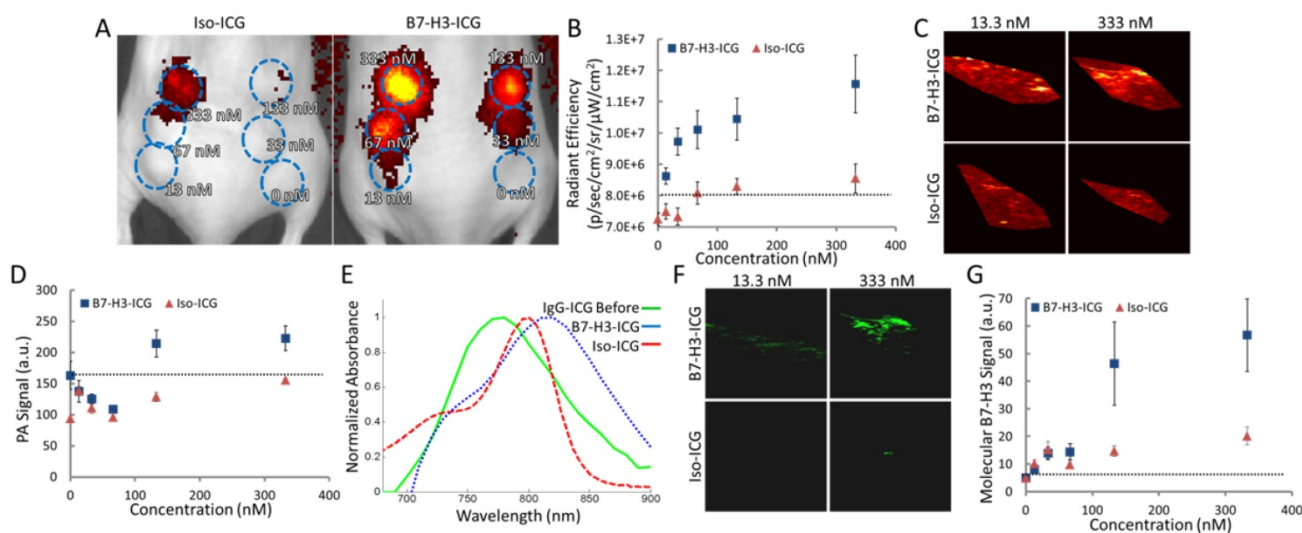 A
Iso-ICG
B7-H3-ICG
333 nM
133 nM
67 nM
33 nM
13 nM
0 nM
333 nM
133 nM
67 nM
33 nM
13 nM
0 nM
B
B7-H3-ICG
Iso-ICG
Radiant Efficiency
(p/sec/cm²/sr/µW/cm²)
1.3E+7
1.2E+7
1.1E+7
1.0E+7
9.0E+6
8.0E+6
7.0E+6
0
100
200
300
400
Concentration (nM)
C
13.3 nM
333 nM
B7-H3-ICG
Iso-ICG
D
B7-H3-ICG
Iso-ICG
PA Signal (a.u.)
300
250
200
150
100
50
0
0
100
200
300
400
Concentration (nM)
E
IgG-ICG Before
B7-H3-ICG
Iso-ICG
Normalized Absorbance
1
0.8
0.6
0.4
0.2
0
700
750
800
850
900
Wavelength (nm)
F
13.3 nM
333 nM
B7-H3-ICG
Iso-ICG
G
B7-H3-ICG
Iso-ICG
Molecular B7-H3 Signal (a.u.)
70
60
50
40
30
20
10
0
0
100
200
300
400
Concentration (nM)